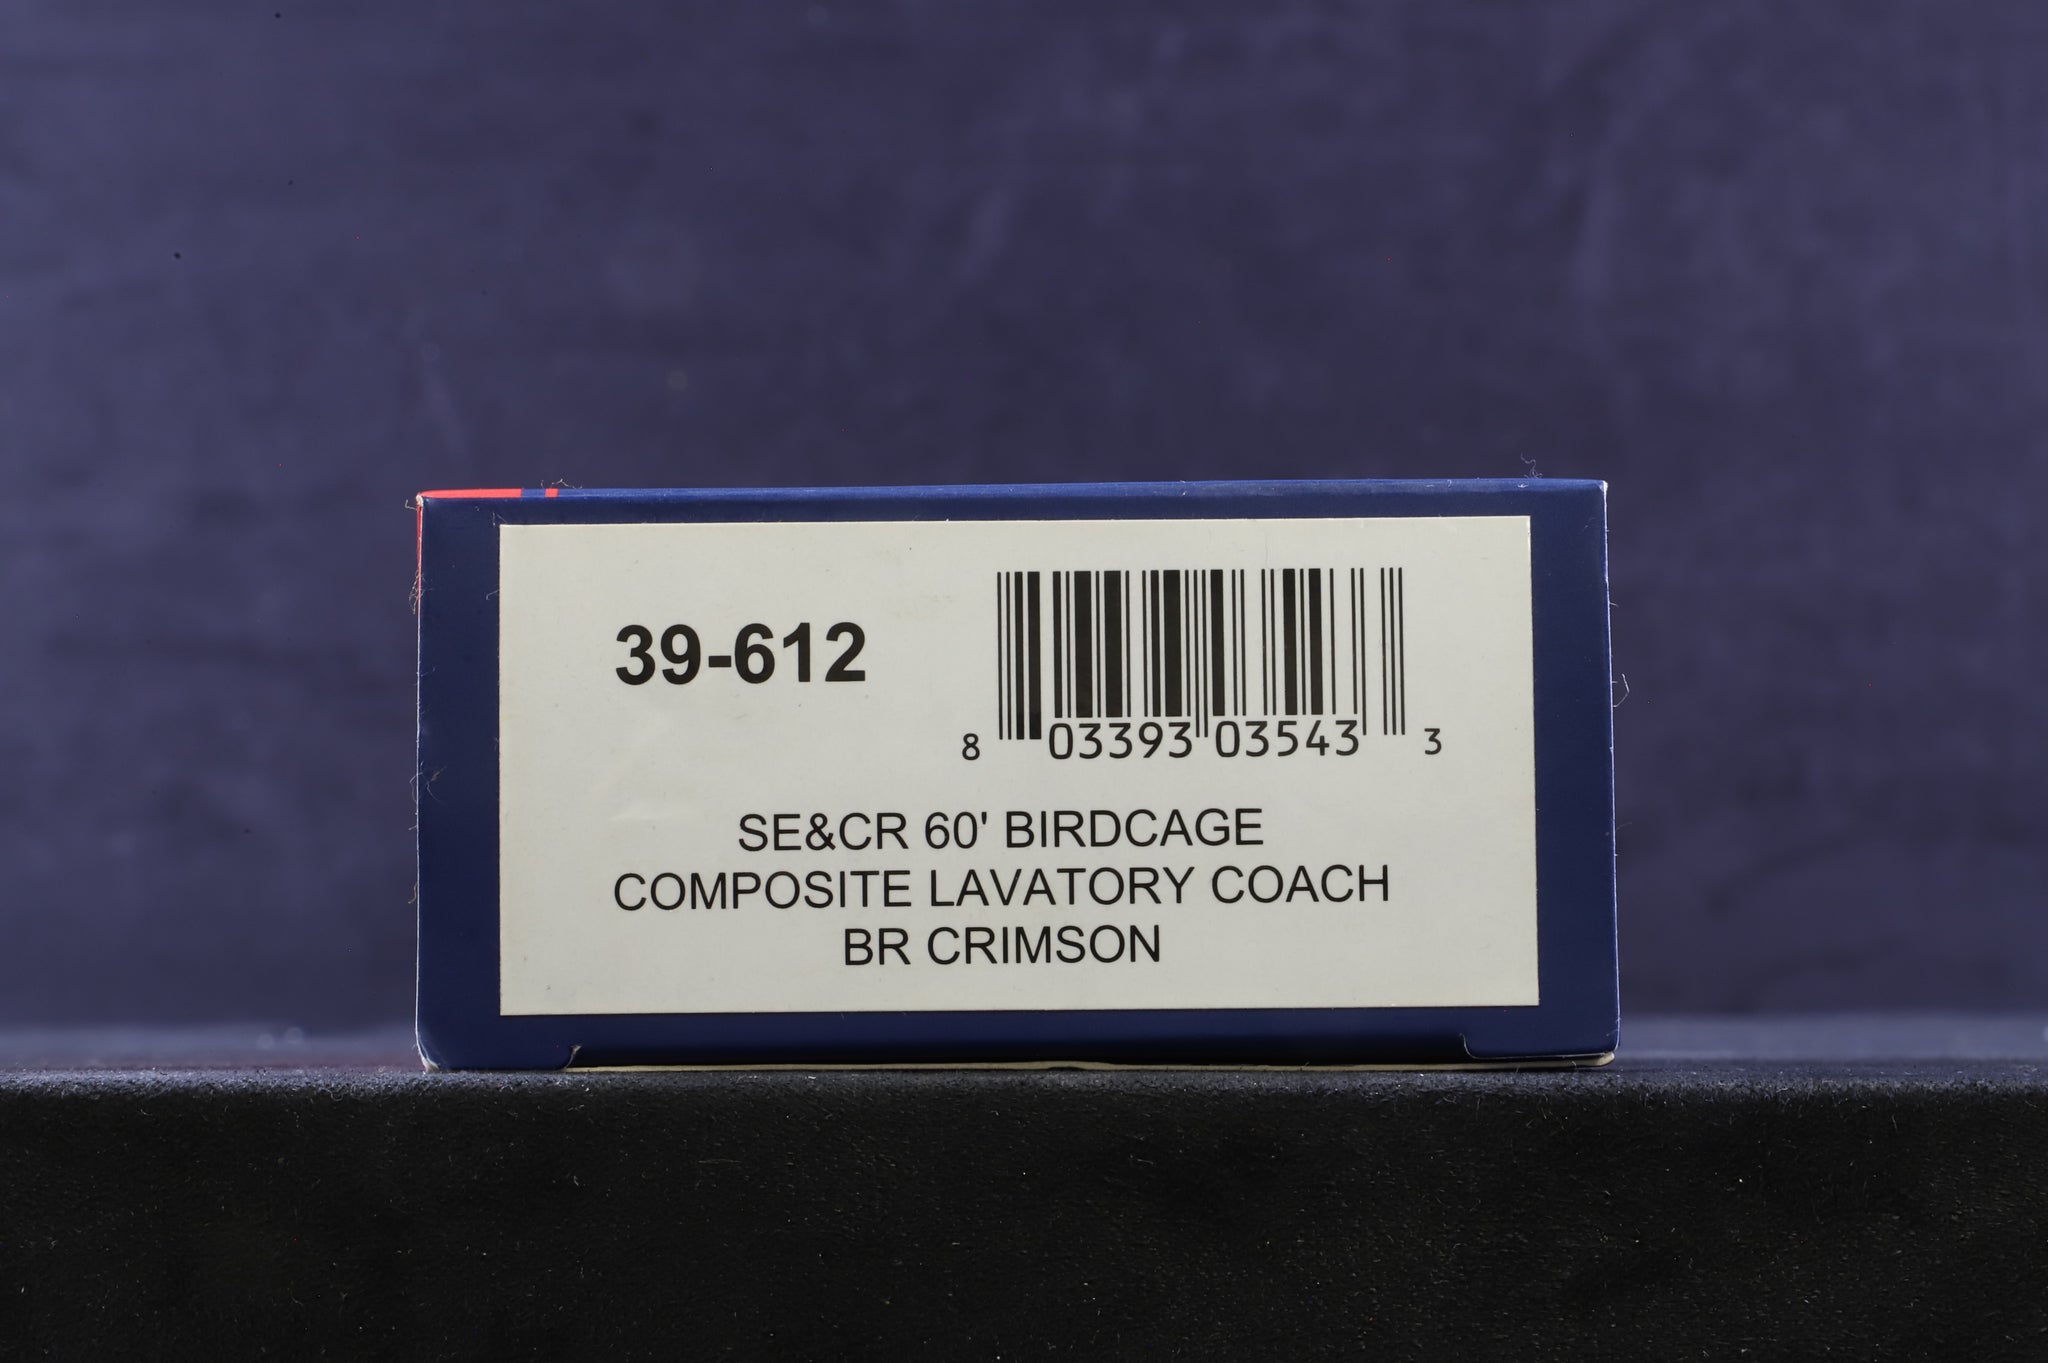 39-612
8 03393 03543 3
SE&CR 60' BIRDCAGE
COMPOSITE LAVATORY COACH
BR CRIMSON